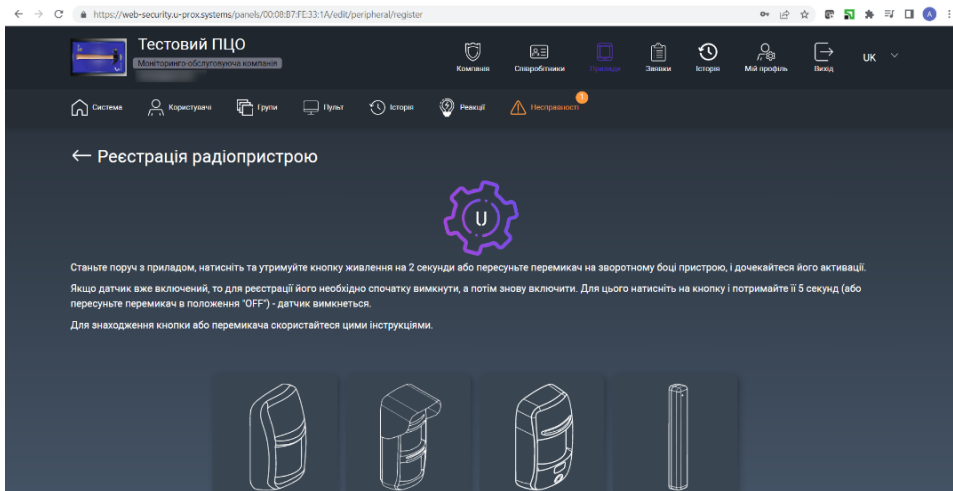 https://web-security.u-prox.systems/panels/00:08:B7:FE:33:1A/edit/peripheral/register
A
Тестовий ПЦО
Моніторинго-обслуговуюча компанія
Компанія
Співробітники
Прилади
Заявки
Історія
Мій профіль
Вихід
UK
Система
Користувачі
Групи
Пульт
Історія
Реакції
Несправності
1
← Реєстрація радіопристрою
U
Станьте поруч з приладом, натисніть та утримуйте кнопку живлення на 2 секунди або пересуньте перемикач на зворотному боці пристрою, і дочекайтеся його активації.
Якщо датчик вже включений, то для реєстрації його необхідно спочатку вимкнути, а потім знову включити. Для цього натисніть на кнопку і потримайте її 5 секунд (або
пересуньте перемикач в положення "OFF") - датчик вимкнеться.
Для знаходження кнопки або перемикача скористайтеся цими інструкціями.